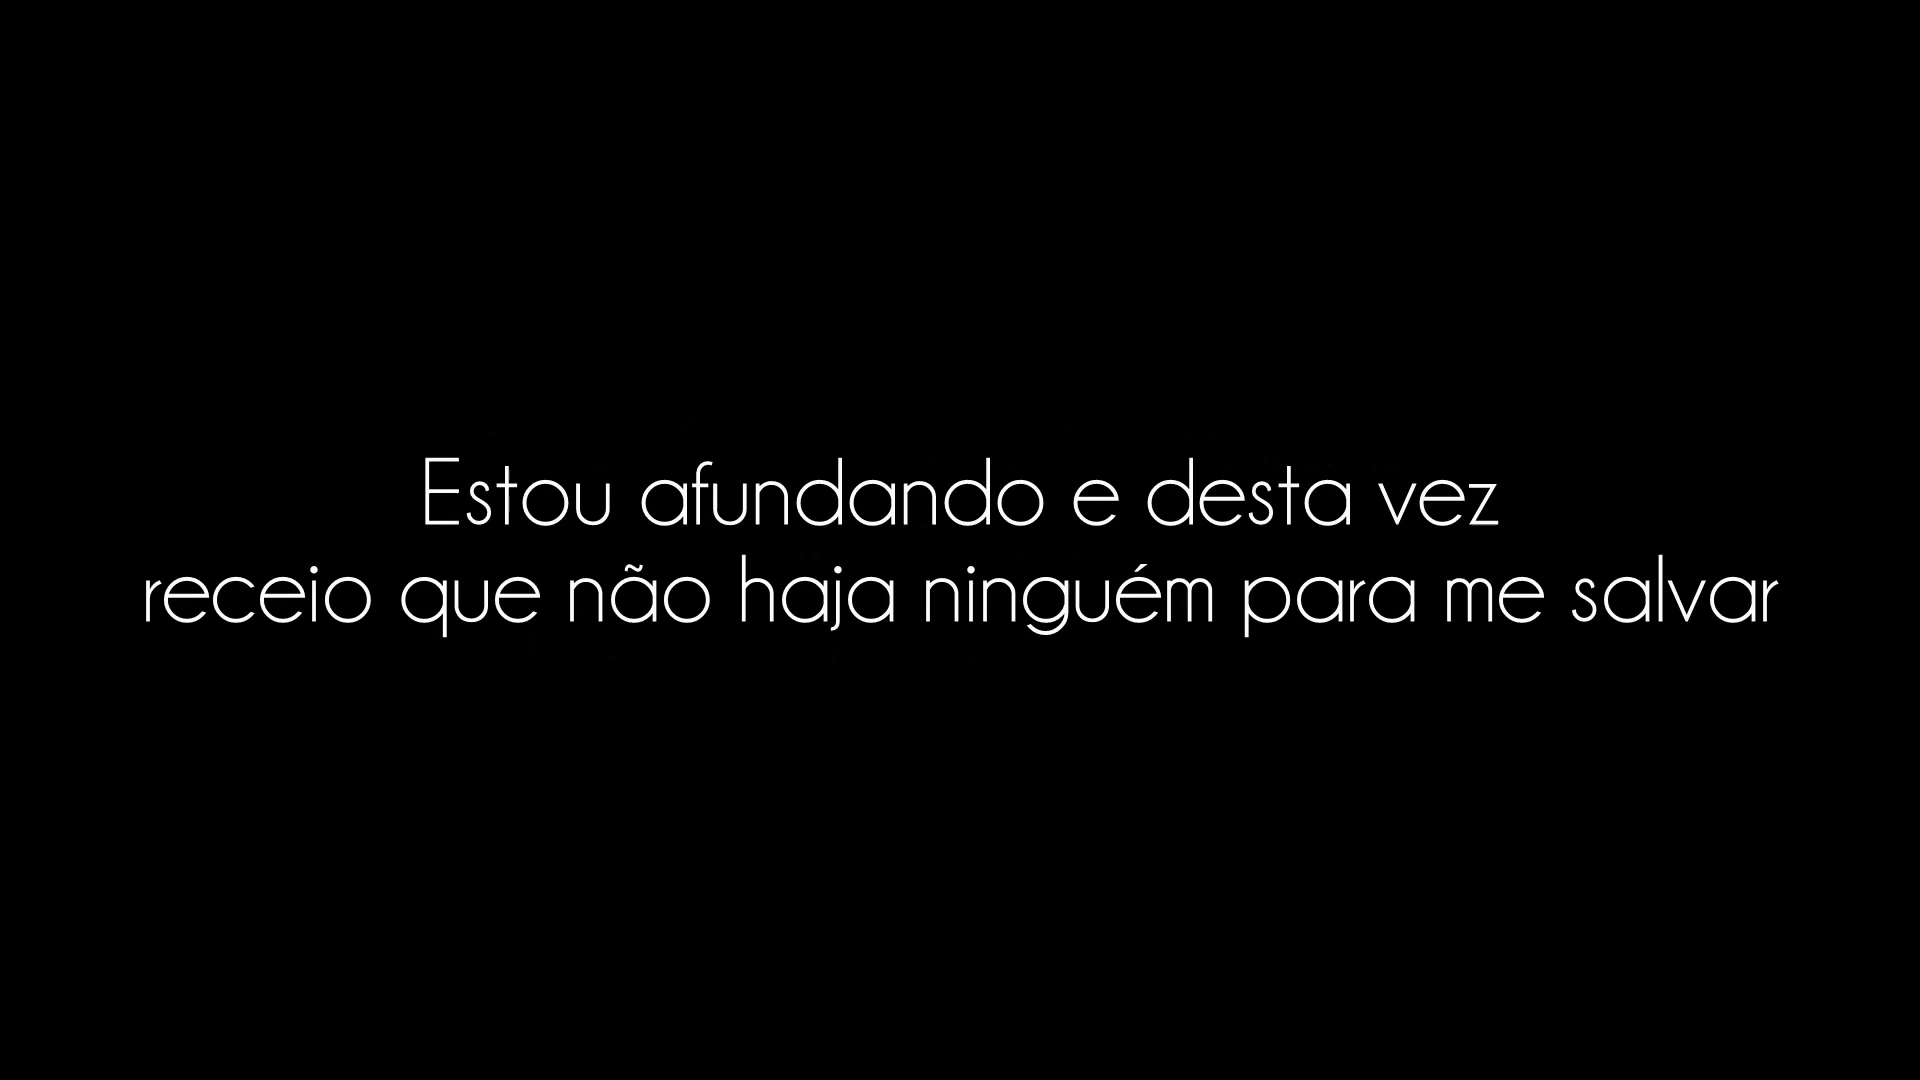 Estou afundando e desta vez
receio que não haja ninguém para me salvar